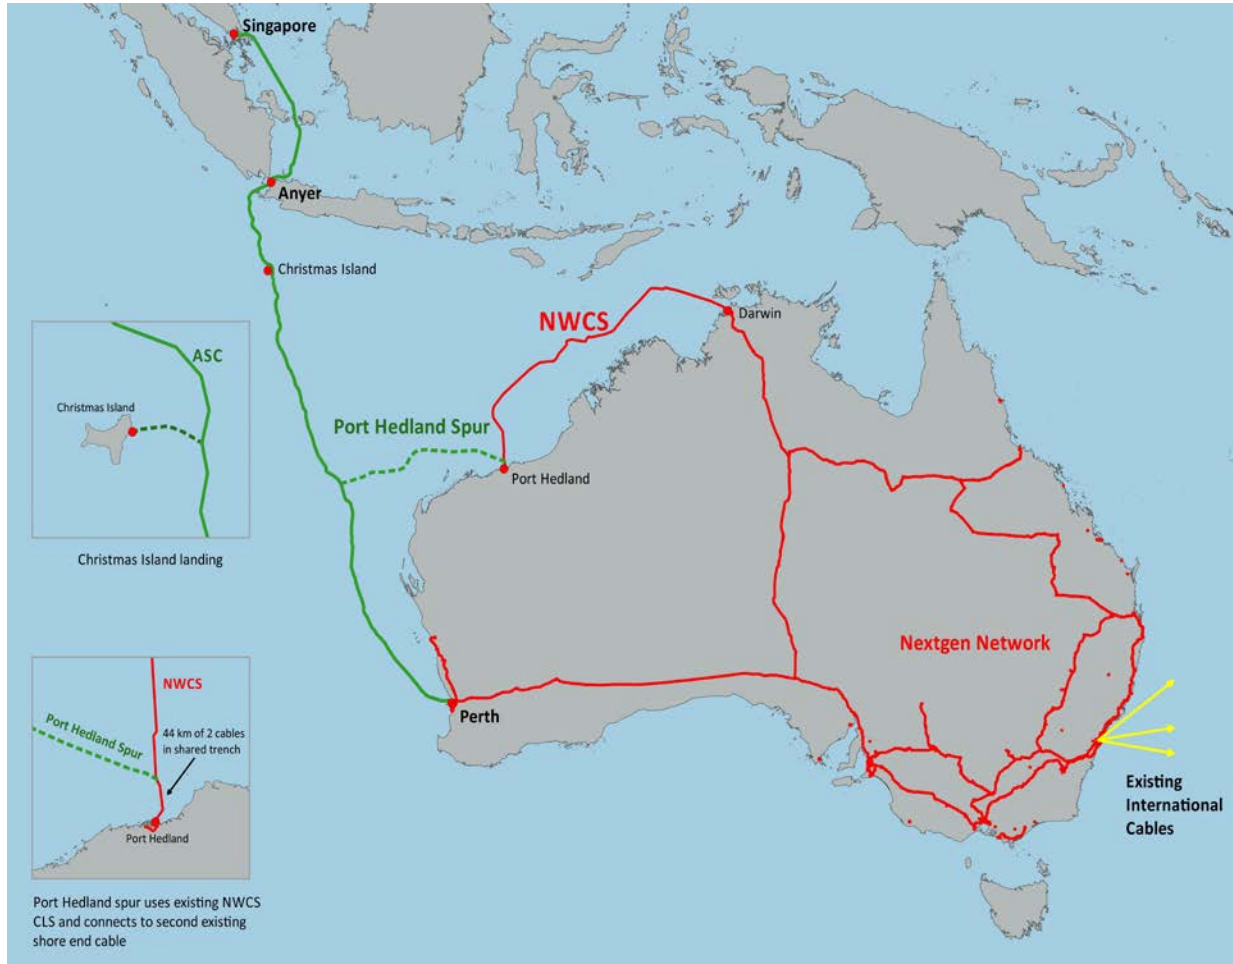 Singapore
Anyer
Christmas Island
NWCS
Darwin
ASC
Christmas Island
Port Hedland Spur
Port Hedland
Christmas Island landing
Nextgen Network
NWCS
Port Hedland Spur
44 km of 2 cables
in shared trench
Perth
Existing
International
Cables
Port Hedland
Port Hedland spur uses existing NWCS
CLS and connects to second existing
shore end cable